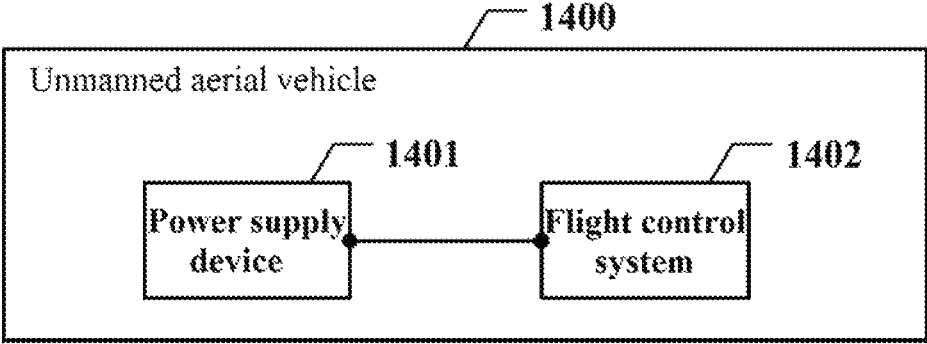 1400
Unmanned aerial vehicle
1401
1402
Power supply
device
Flight control
system